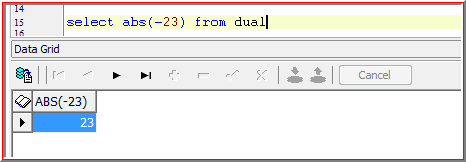 14
15 select abs(-23) from dual
16
Data Grid
Cancel
ABS(-23)
23